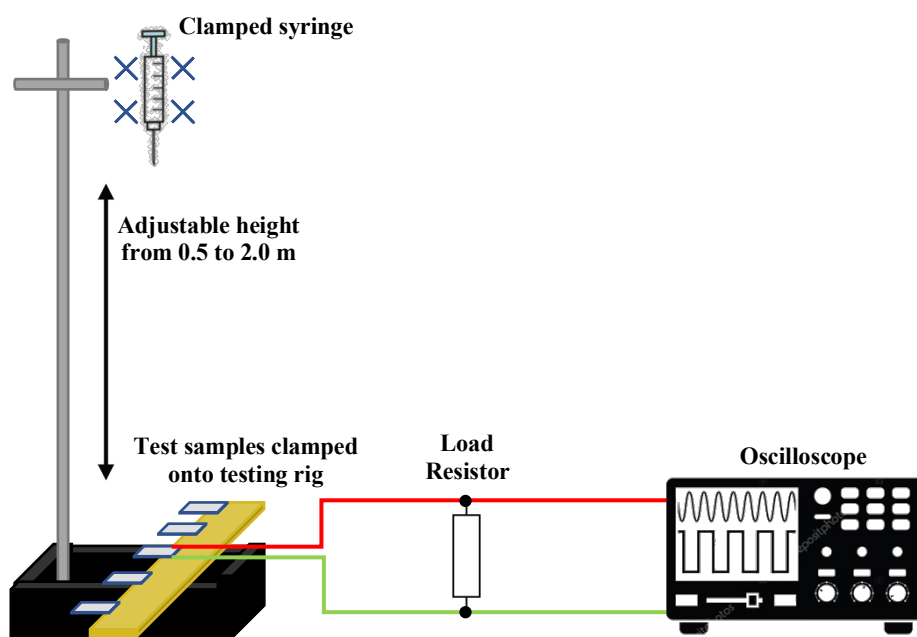 Clamped syringe
Adjustable height
from 0.5 to 2.0 m
Test samples clamped
onto testing rig
Load
Resistor
Oscilloscope
depositphotos